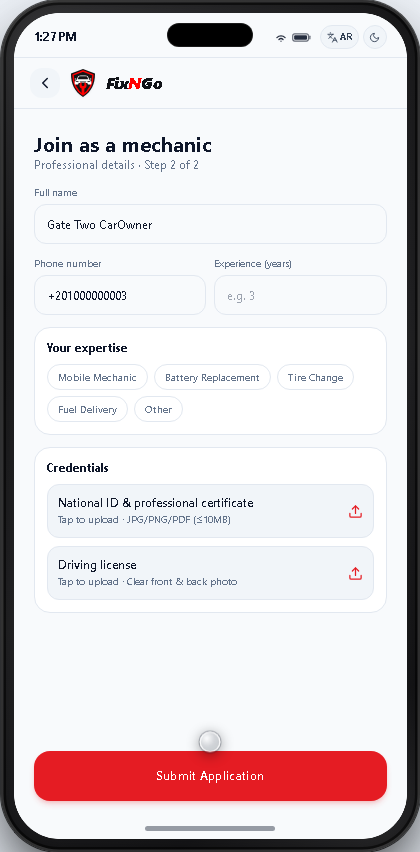 1:27 PM
AR
FixNGo
Join as a mechanic
Professional details · Step 2 of 2
Full name
Gate Two CarOwner
Phone number
Experience (years)
+201000000003
e.g. 3
Your expertise
Mobile Mechanic
Battery Replacement
Tire Change
Fuel Delivery
Other
Credentials
National ID & professional certificate
Tap to upload · JPG/PNG/PDF (≤10MB)
Driving license
Tap to upload · Clear front & back photo
Submit Application